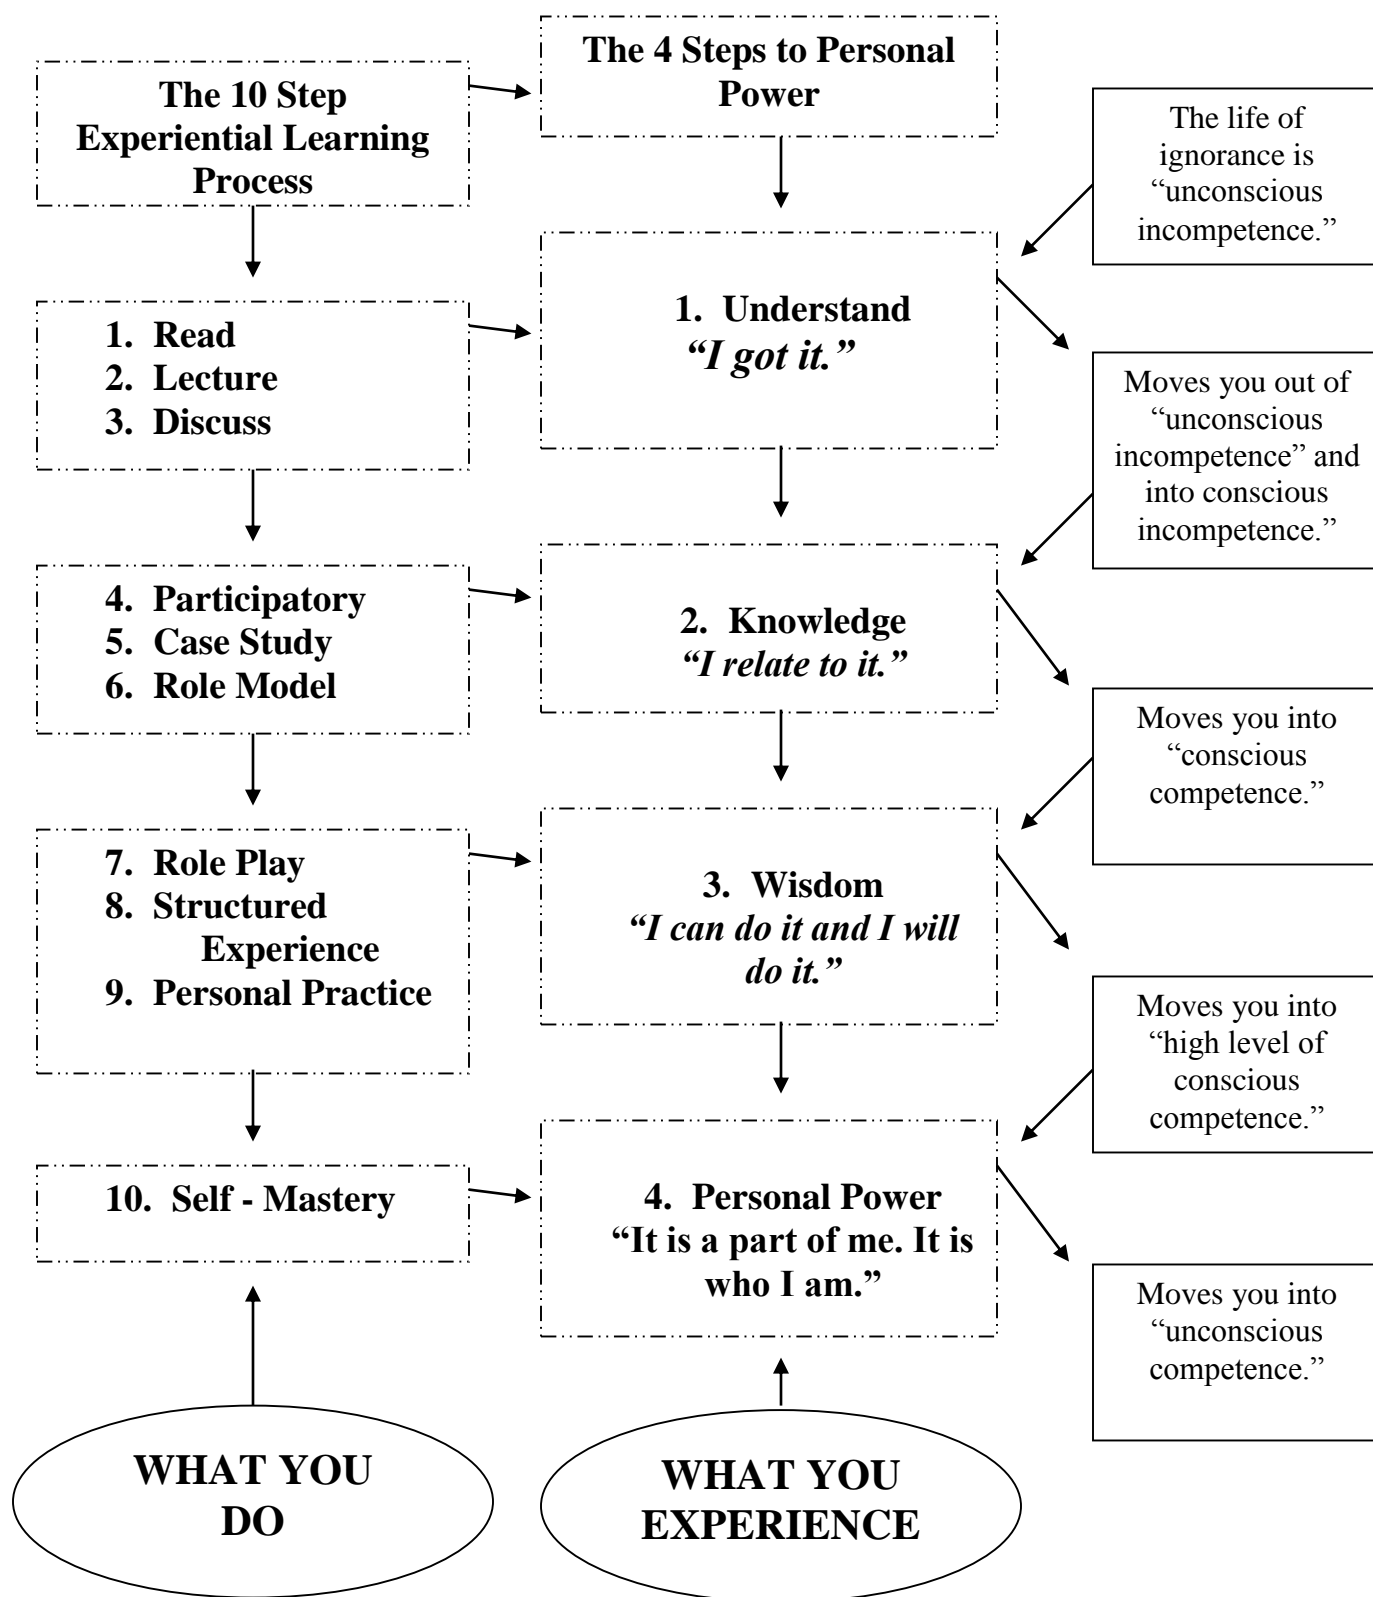 The 10 Step
Experiential Learning
Process
The 4 Steps to Personal
Power
The life of
ignorance is
“unconscious
incompetence.”
1. Read
2. Lecture
3. Discuss
1. Understand
“I got it.”
Moves you out of
“unconscious
incompetence” and
into conscious
incompetence.”
4. Participatory
5. Case Study
6. Role Model
2. Knowledge
“I relate to it.”
Moves you into
“conscious
competence.”
7. Role Play
8. Structured
Experience
9. Personal Practice
3. Wisdom
“I can do it and I will
do it.”
Moves you into
“high level of
conscious
competence.”
10. Self - Mastery
4. Personal Power
“It is a part of me. It is
who I am.”
Moves you into
“unconscious
competence.”
WHAT YOU
DO
WHAT YOU
EXPERIENCE